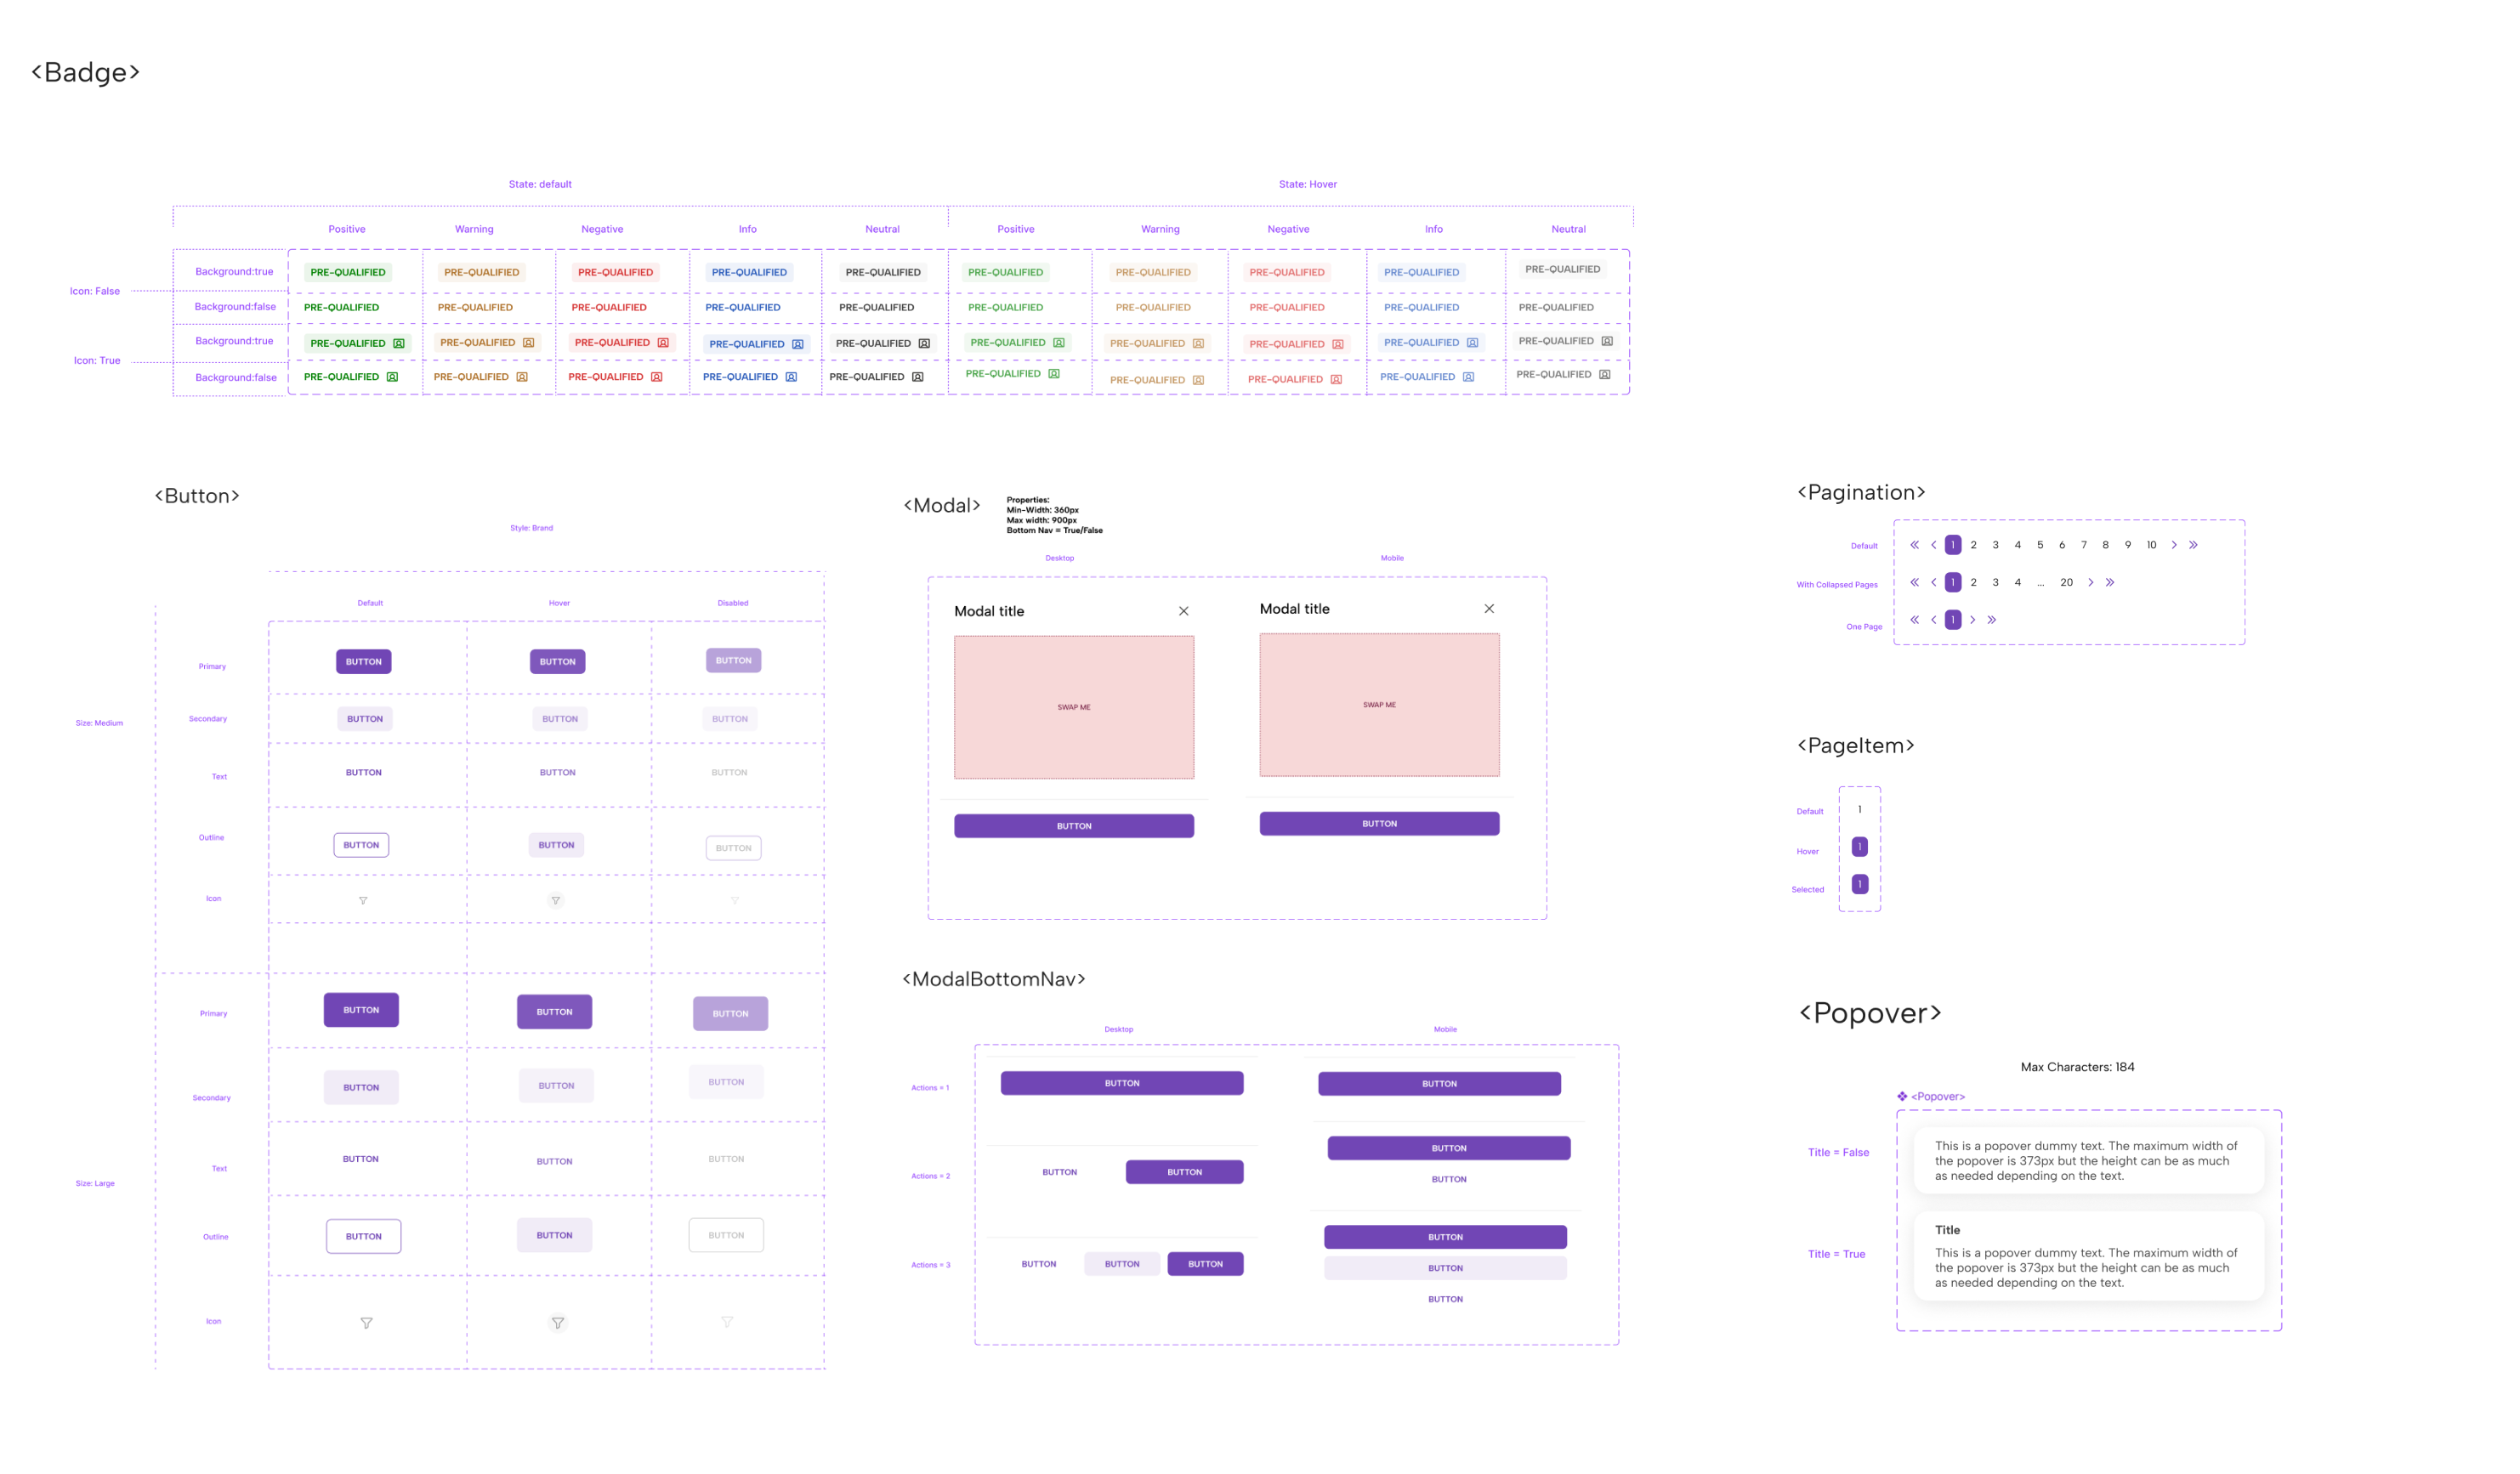 <Badge>
State: default
State: Hover
Positive
Warning
Negative
Info
Neutral
Positive
Warning
Negative
Info
Neutral
Icon: False
Background:true
PRE-QUALIFIED PRE-QUALIFIED PRE-QUALIFIED PRE-QUALIFIED PRE-QUALIFIED PRE-QUALIFIED PRE-QUALIFIED PRE-QUALIFIED PRE-QUALIFIED PRE-QUALIFIED
Background:false
PRE-QUALIFIED PRE-QUALIFIED PRE-QUALIFIED PRE-QUALIFIED PRE-QUALIFIED PRE-QUALIFIED PRE-QUALIFIED PRE-QUALIFIED PRE-QUALIFIED PRE-QUALIFIED
Icon: True
Background:true
PRE-QUALIFIED PRE-QUALIFIED PRE-QUALIFIED PRE-QUALIFIED PRE-QUALIFIED PRE-QUALIFIED PRE-QUALIFIED PRE-QUALIFIED PRE-QUALIFIED PRE-QUALIFIED
Background:false
PRE-QUALIFIED PRE-QUALIFIED PRE-QUALIFIED PRE-QUALIFIED PRE-QUALIFIED PRE-QUALIFIED PRE-QUALIFIED PRE-QUALIFIED PRE-QUALIFIED PRE-QUALIFIED
<Button>
Style: Brand
Default
Hover
Disabled
Size: Medium
Primary
BUTTON BUTTON BUTTON
Secondary
BUTTON BUTTON BUTTON
Text
BUTTON BUTTON BUTTON
Outline
BUTTON BUTTON BUTTON
Icon
Size: Large
Primary
BUTTON BUTTON BUTTON
Secondary
BUTTON BUTTON BUTTON
Text
BUTTON BUTTON BUTTON
Outline
BUTTON BUTTON BUTTON
Icon
<Modal>
Properties:
Min-Width: 360px
Max width: 900px
Bottom Nav = True/False
Desktop
Mobile
Modal title
SWAP ME
BUTTON
Modal title
SWAP ME
BUTTON
<ModalBottomNav>
Desktop
Mobile
Actions = 1
BUTTON
BUTTON
Actions = 2
BUTTON BUTTON
BUTTON
BUTTON
Actions = 3
BUTTON BUTTON BUTTON
BUTTON
BUTTON
BUTTON
<Pagination>
Default
1 2 3 4 5 6 7 8 9 10
With Collapsed Pages
1 2 3 4 ... 20
One Page
1
<PageItem>
Default
1
Hover
1
Selected
1
<Popover>
Max Characters: 184
<Popover>
Title = False
This is a popover dummy text. The maximum width of
the popover is 373px but the height can be as much
as needed depending on the text.
Title = True
Title
This is a popover dummy text. The maximum width of
the popover is 373px but the height can be as much
as needed depending on the text.